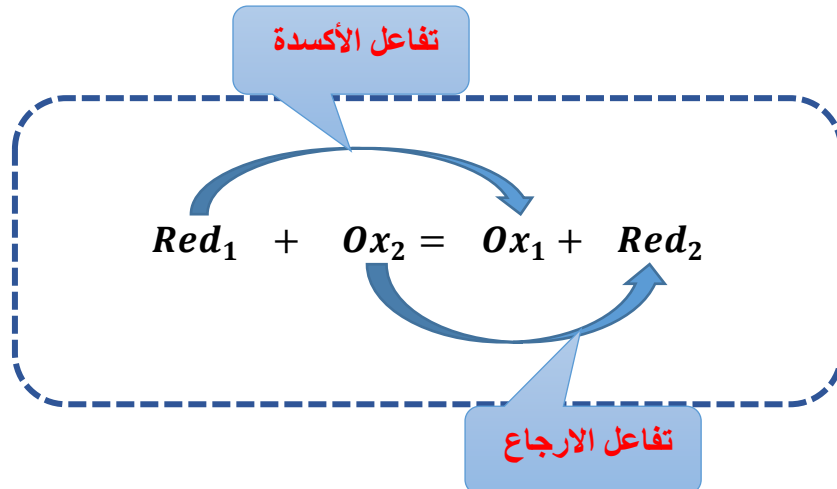 تفاعل الأكسدة
Red₁ + Ox₂ = Ox₁ + Red₂
تفاعل الارجاع